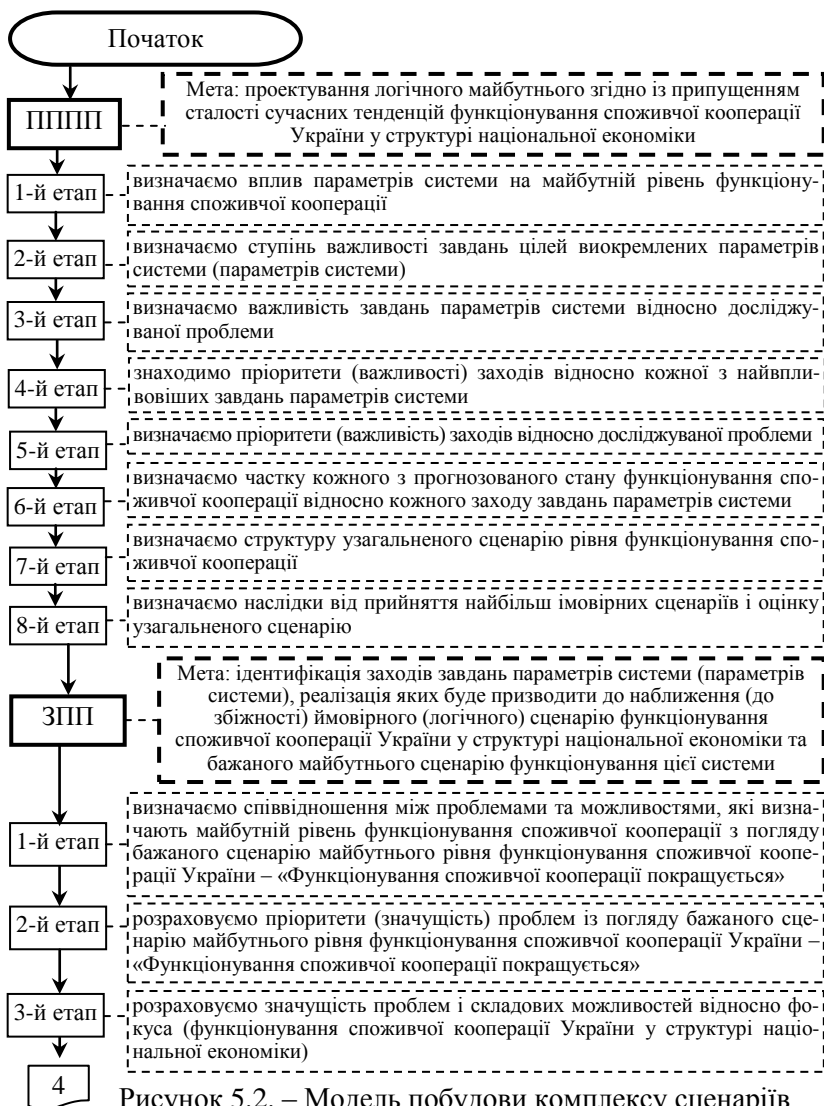 Початок
Мета: проектування логічного майбутнього згідно із припущенням
сталості сучасних тенденцій функціонування споживчої кооперації
України у структурі національної економіки
ПППП
1-й етап
визначаємо вплив параметрів системи на майбутній рівень функціону-
вання споживчої кооперації
2-й етап
визначаємо ступінь важливості завдань цілей виокремлених параметрів
системи (параметрів системи)
3-й етап
визначаємо важливість завдань параметрів системи відносно досліджу-
ваної проблеми
4-й етап
знаходимо пріоритети (важливості) заходів відносно кожної з найвпли-
вовіших завдань параметрів системи
5-й етап
визначаємо пріоритети (важливість) заходів відносно досліджуваної проблеми
6-й етап
визначаємо частку кожного з прогнозованого стану функціонування спо-
живчої кооперації відносно кожного заходу завдань параметрів системи
7-й етап
визначаємо структуру узагальненого сценарію рівня функціонування спо-
живчої кооперації
8-й етап
визначаємо наслідки від прийняття найбільш імовірних сценаріїв і оцінку
узагальненого сценарію
Мета: ідентифікація заходів завдань параметрів системи (параметрів
системи), реалізація яких буде призводити до наближення (до
збіжності) ймовірного (логічного) сценарію функціонування
споживчої кооперації України у структурі національної економіки та
бажаного майбутнього сценарію функціонування цієї системи
ЗПП
1-й етап
визначаємо співвідношення між проблемами та можливостями, які визна-
чають майбутній рівень функціонування споживчої кооперації з погляду
бажаного сценарію майбутнього рівня функціонування споживчої коопе-
рації України – «Функціонування споживчої кооперації покращується»
2-й етап
розраховуємо пріоритети (значущість) проблем із погляду бажаного сце-
нарію майбутнього рівня функціонування споживчої кооперації України –
«Функціонування споживчої кооперації покращується»
3-й етап
розраховуємо значущість проблем і складових можливостей відносно фо-
куса (функціонування споживчої кооперації України у структурі націо-
нальної економіки)
4
Рисунок 5.2. – Модель побудови комплексу сценаріїв